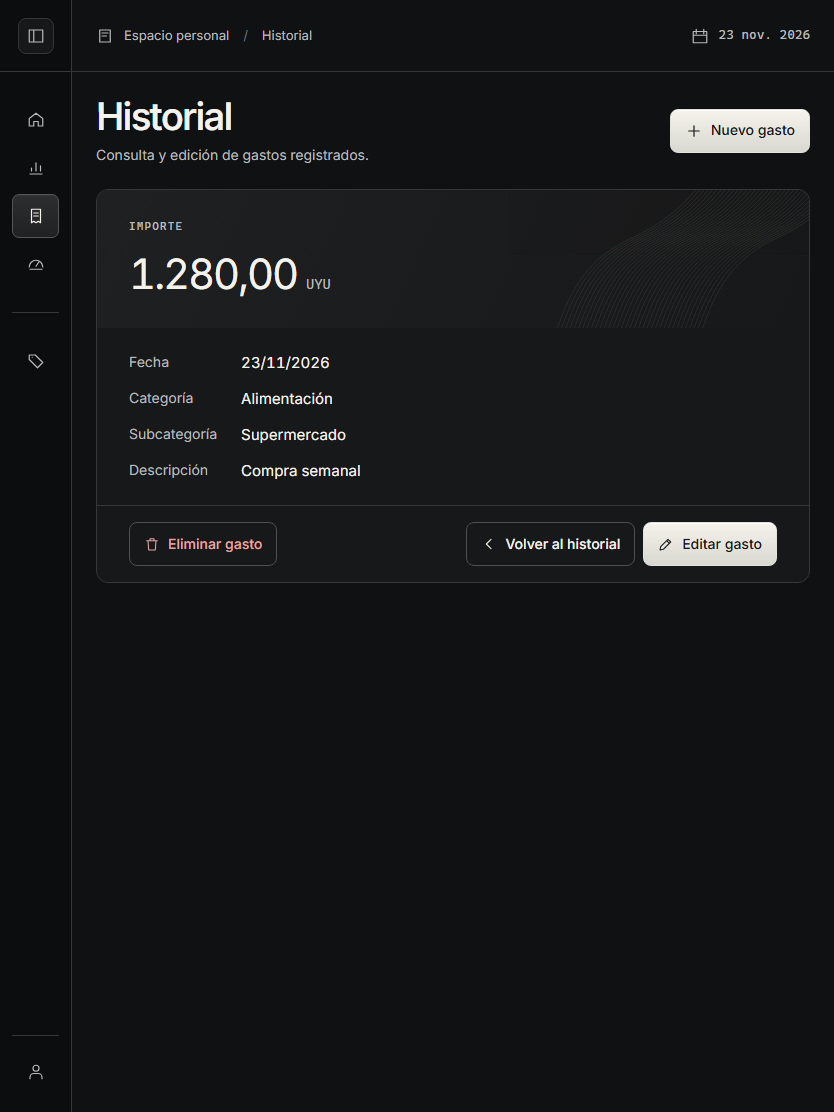 Espacio personal / Historial
23 nov. 2026
Historial
Consulta y edición de gastos registrados.
Nuevo gasto
IMPORTE
1.280,00 UYU
Fecha 23/11/2026
Categoría Alimentación
Subcategoría Supermercado
Descripción Compra semanal
Eliminar gasto
Volver al historial
Editar gasto